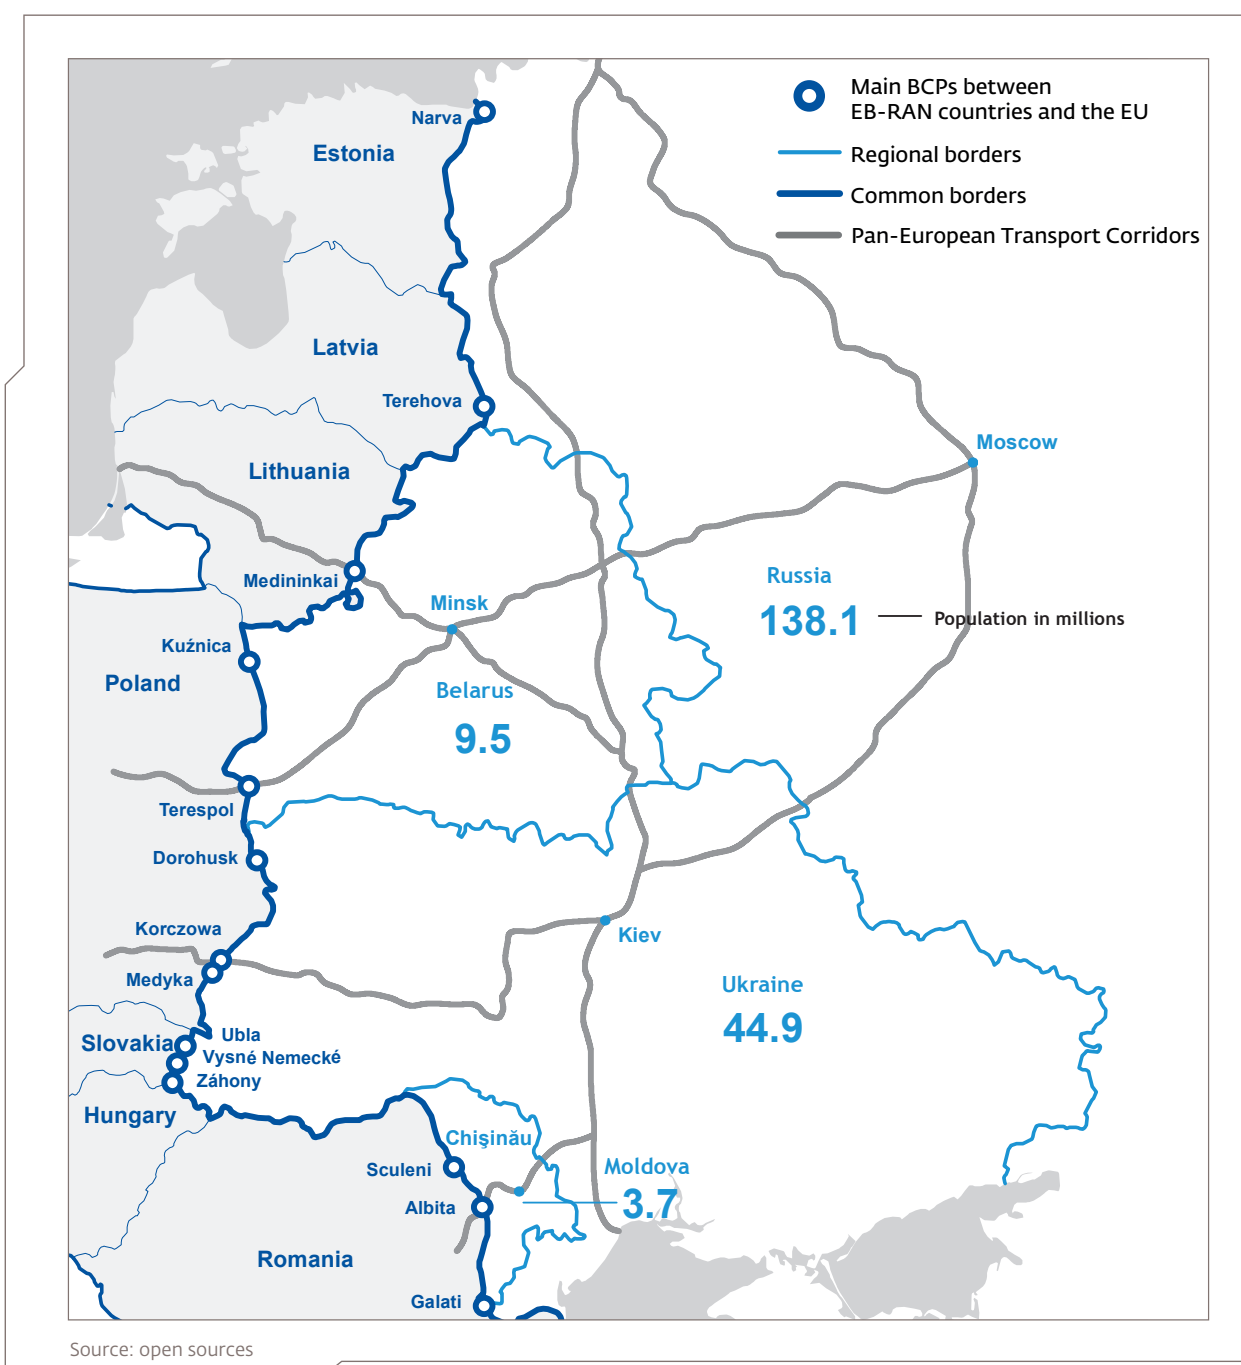 Main BCPs between
EB-RAN countries and the EU
Regional borders
Common borders
Pan-European Transport Corridors
Narva
Estonia
Latvia
Terehova
Moscow
Lithuania
Medininkai
Minsk
Russia
138.1
Population in millions
Kuźnica
Poland
Belarus
9.5
Terespol
Dorohusk
Korczowa
Kiev
Medyka
Ukraine
44.9
Slovakia
Ubla
Vysné Nemecké
Záhony
Hungary
Chişinău
Sculeni
Moldova
3.7
Albita
Romania
Galati
Source: open sources